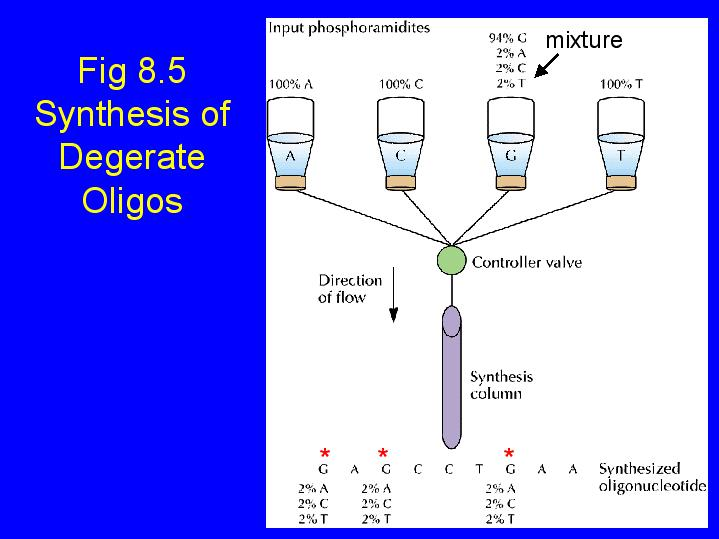 Fig 8.5
Synthesis of
Degerate
Oligos
Input phosphoramidites
94% G
2% A
2% C
2% T
mixture
100% A
100% C
100% T
A
C
G
T
Controller valve
Direction
of flow
Synthesis
column
* * *
G A G C C T G A A
Synthesized
oligonucleotide
2% A 2% A 2% A
2% C 2% C 2% C
2% T 2% T 2% T